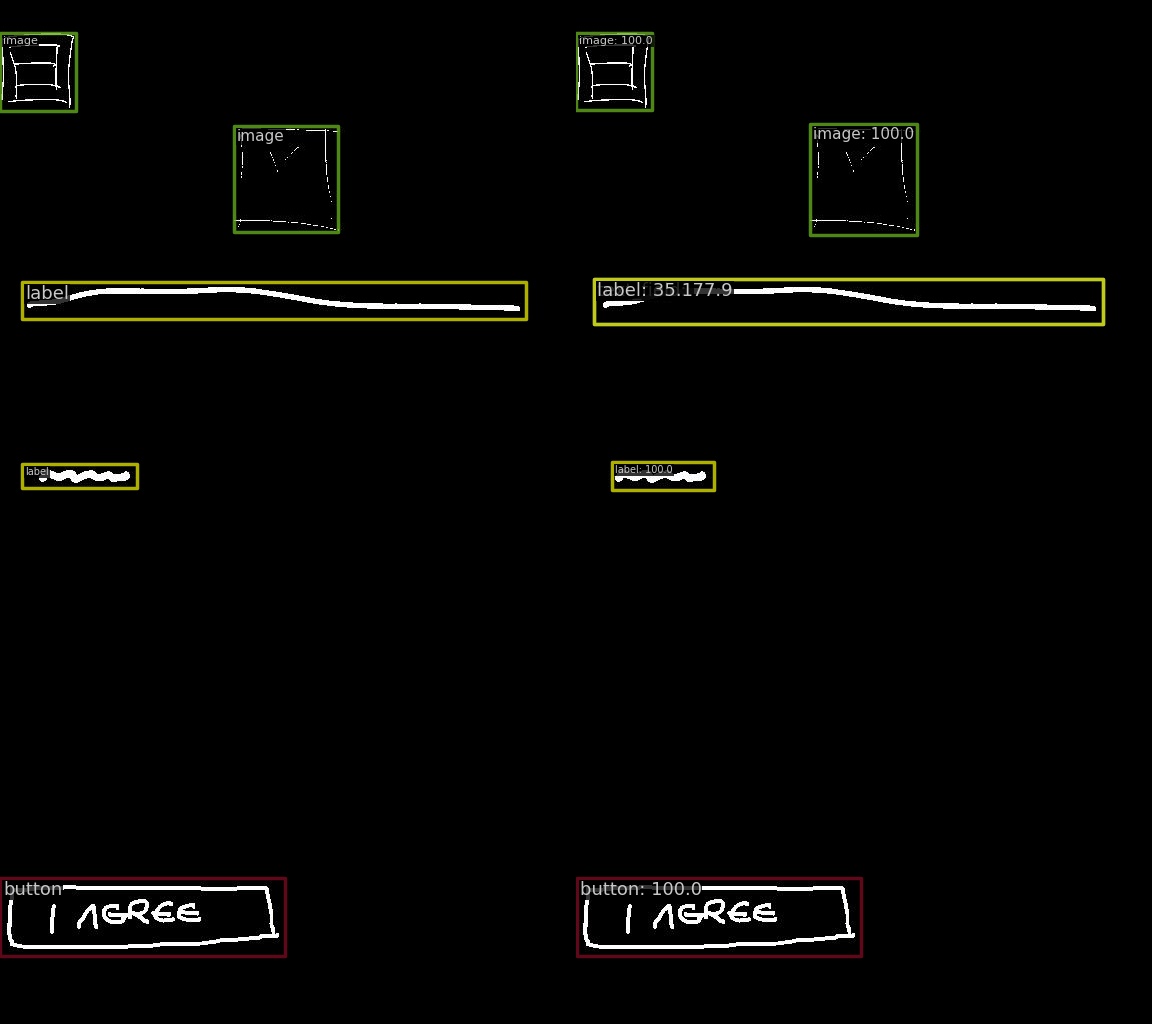 image image: 100.0
image image: 100.0
label label: 35.177.9
label label: 100.0
button button: 100.0
I AGREE I AGREE